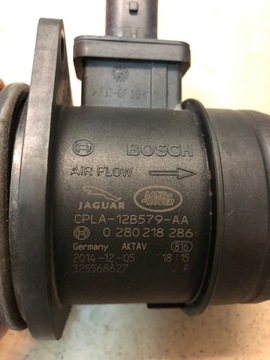 BOSCH
AIR FLOW
JAGUAR
LAND-
ROVER
CPLA-12B579-AA
0 280 218 286
Germany AKTAV 816
2014-12-05 18:15
325568627 F